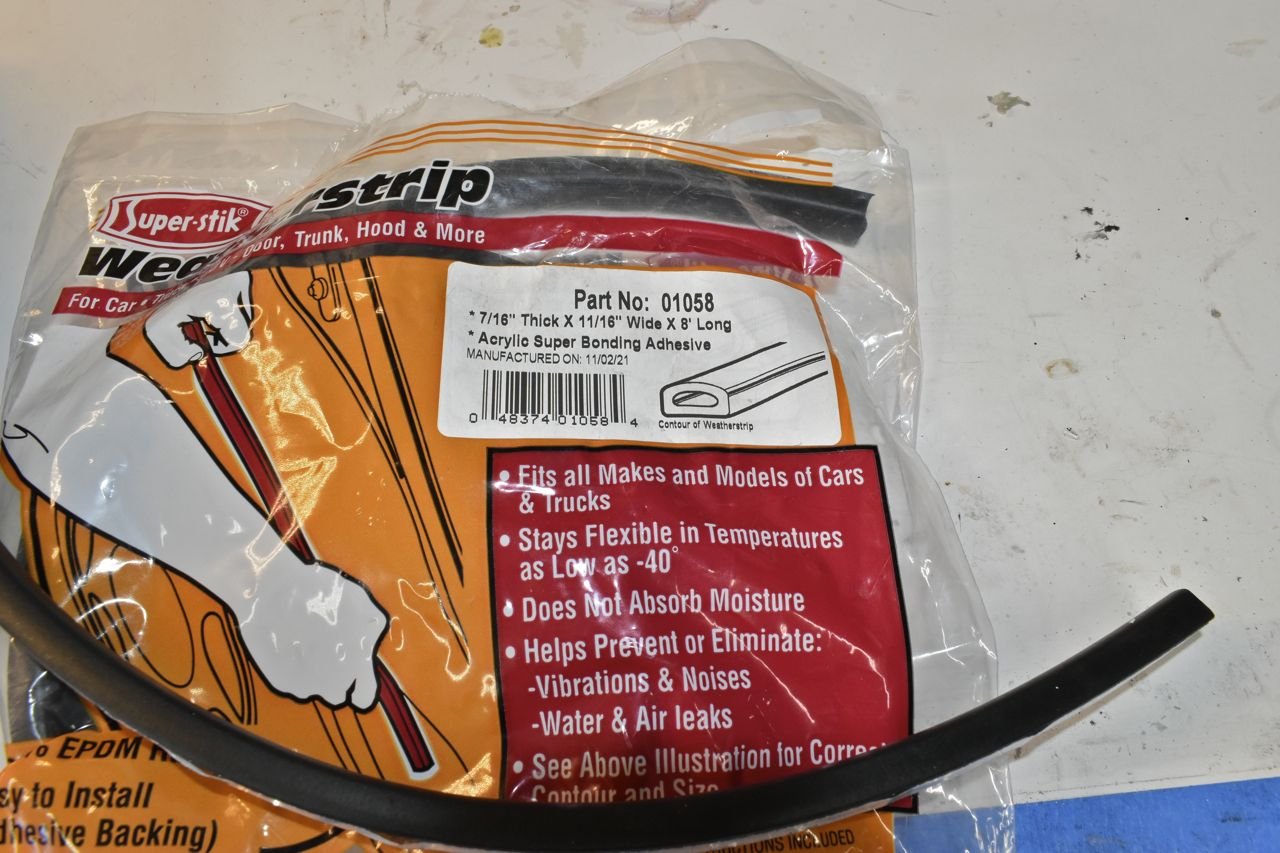 Super-stik®
erstrip
For Car • Truck
Door, Trunk, Hood & More
Part No: 01058
* 7/16" Thick X 11/16" Wide X 8' Long
* Acrylic Super Bonding Adhesive
MANUFACTURED ON: 11/02/21
0 48374 01058 4
Contour of Weatherstrip
• Fits all Makes and Models of Cars
& Trucks
• Stays Flexible in Temperatures
as Low as -40°
• Does Not Absorb Moisture
• Helps Prevent or Eliminate:
-Vibrations & Noises
-Water & Air leaks
• See Above Illustration for Correct
Contour and Size
EPDM
sy to Install
dhesive Backing)
INCLUDED